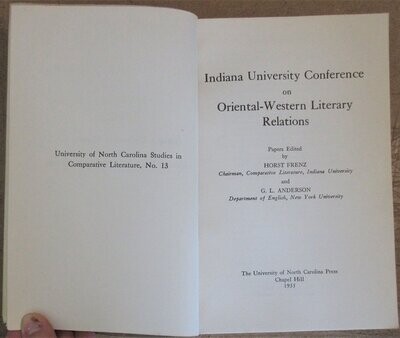 University of North Carolina Studies in
Comparative Literature, No. 13
Indiana University Conference
on
Oriental-Western Literary
Relations
Papers Edited
by
HORST FRENZ
Chairman, Comparative Literature, Indiana University
and
G. L. ANDERSON
Department of English, New York University
The University of North Carolina Press
Chapel Hill
1955